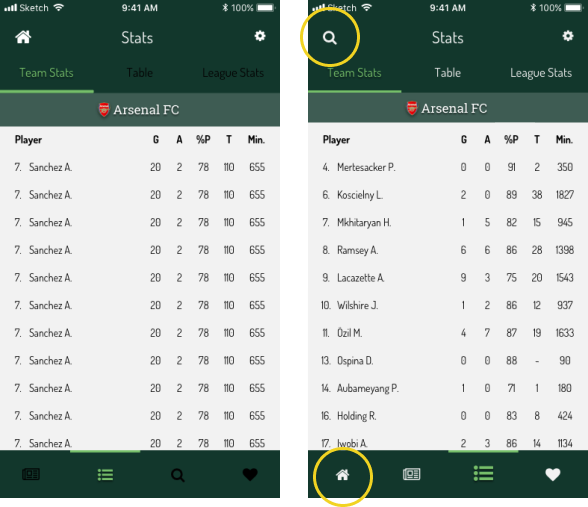 Sketch 9:41 AM 100%
Stats
Team Stats Table League Stats
Arsenal FC
Player G A %P T Min.
7. Sanchez A. 20 2 78 110 655
7. Sanchez A. 20 2 78 110 655
7. Sanchez A. 20 2 78 110 655
7. Sanchez A. 20 2 78 110 655
7. Sanchez A. 20 2 78 110 655
7. Sanchez A. 20 2 78 110 655
7. Sanchez A. 20 2 78 110 655
7. Sanchez A. 20 2 78 110 655
7. Sanchez A. 20 2 78 110 655
7. Sanchez A. 20 2 78 110 655
7. Sanchez A. 20 2 78 110 655
Sketch 9:41 AM 100%
Stats
Team Stats Table League Stats
Arsenal FC
Player G A %P T Min.
4. Mertesacker P. 0 0 91 2 350
6. Koscielny L. 2 0 89 38 1827
7. Mkhitaryan H. 1 5 82 15 945
8. Ramsey A. 6 6 86 28 1398
9. Lacazette A. 9 3 75 20 1543
10. Wilshire J. 1 2 86 12 937
11. Özil M. 4 7 87 19 1633
13. Ospina D. 0 0 88 - 90
14. Aubameyang P. 1 0 71 1 180
16. Holding R. 0 0 83 8 424
17. Iwobi A. 2 3 86 14 1134